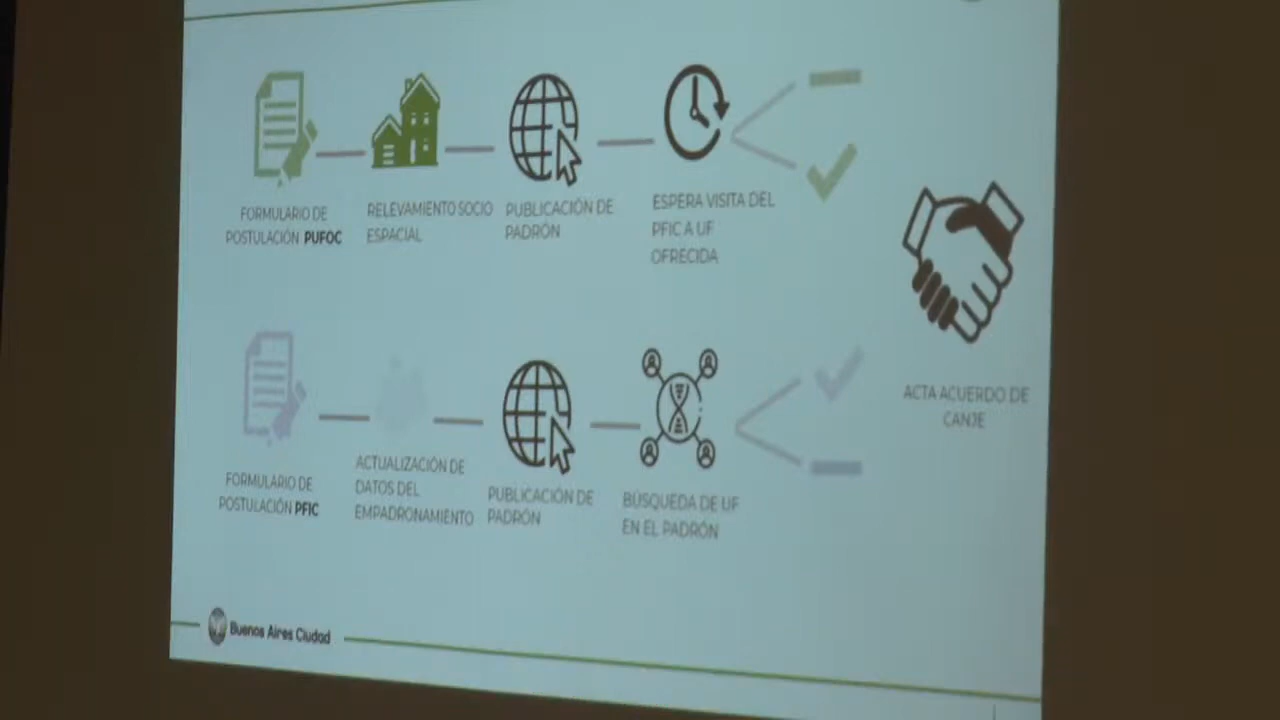 FORMULARIO DE
POSTULACIÓN PUFOC
RELEVAMIENTO SOCIO
ESPACIAL
PUBLICACIÓN DE
PADRÓN
ESPERA VISITA DEL
PFIC A UF
OFRECIDA
ACTA ACUERDO DE
CANJE
FORMULARIO DE
POSTULACIÓN PFIC
ACTUALIZACIÓN DE
DATOS DEL
EMPADRONAMIENTO
PUBLICACIÓN DE
PADRÓN
BÚSQUEDA DE UF
EN EL PADRÓN
Buenos Aires Ciudad